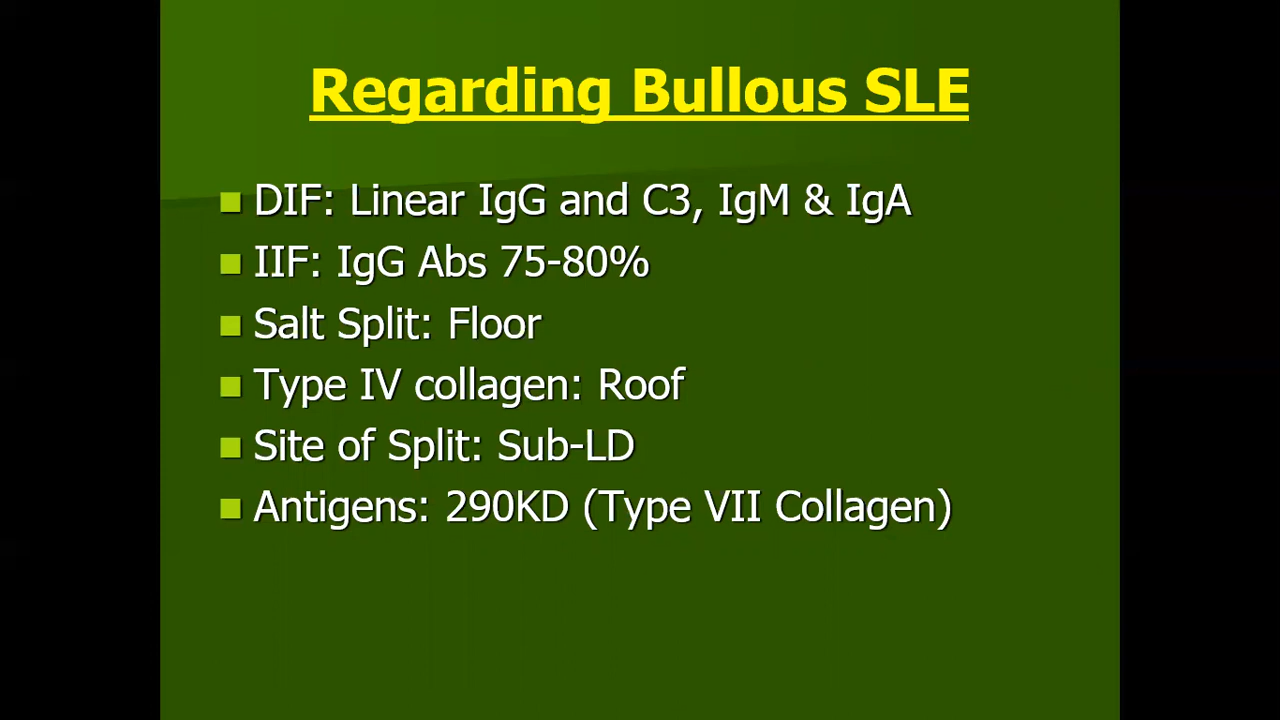 Regarding Bullous SLE
DIF: Linear IgG and C3, IgM & IgA
IIF: IgG Abs 75-80%
Salt Split: Floor
Type IV collagen: Roof
Site of Split: Sub-LD
Antigens: 290KD (Type VII Collagen)